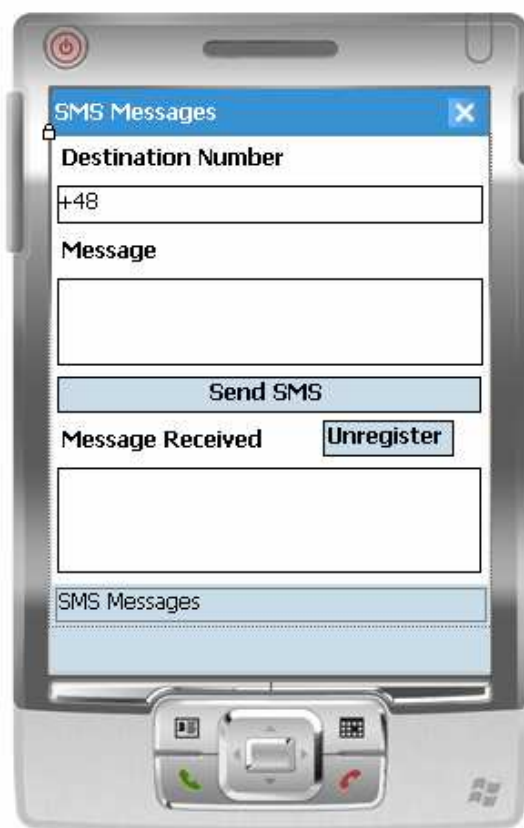 SMS Messages
Destination Number
+48
Message
Send SMS
Message Received
Unregister
SMS Messages